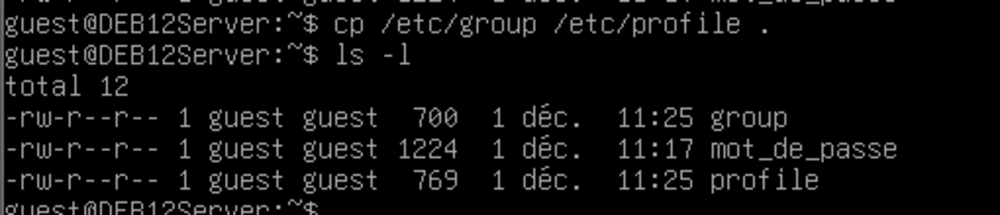 guest@DEB12Server:~$ cp /etc/group /etc/profile .
guest@DEB12Server:~$ ls -l
total 12
-rw-r--r-- 1 guest guest  700  1 déc.  11:25 group
-rw-r--r-- 1 guest guest 1224  1 déc.  11:17 mot_de_passe
-rw-r--r-- 1 guest guest  769  1 déc.  11:25 profile
guest@DEB12Server:~$